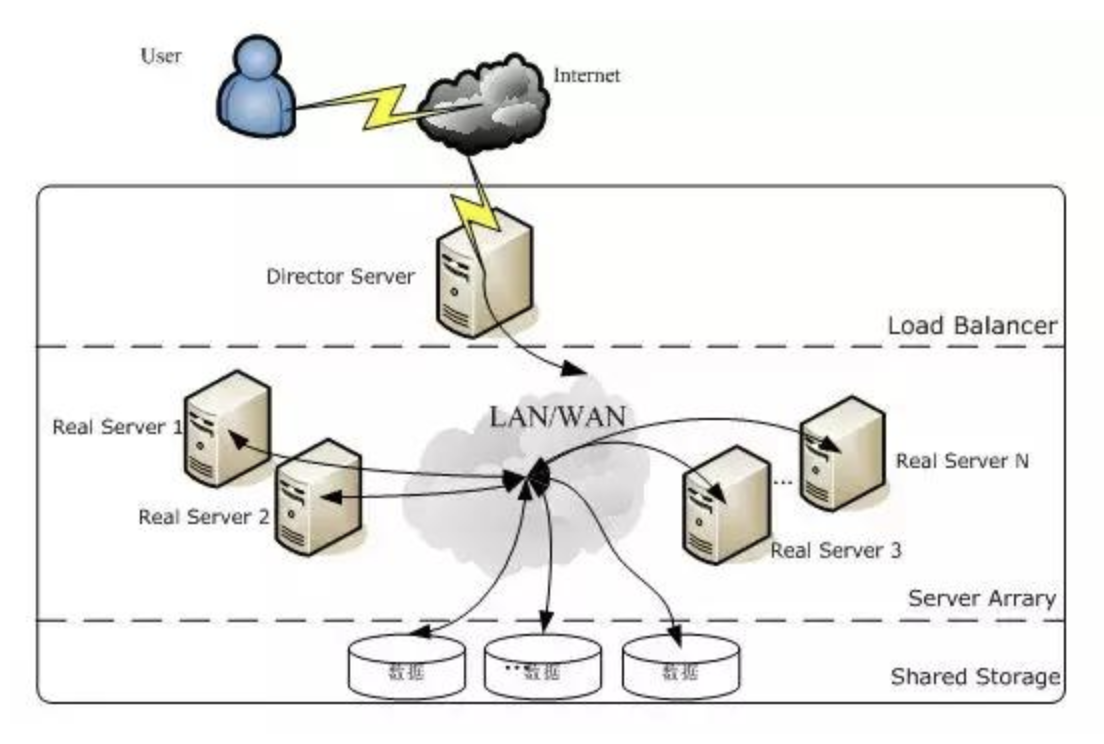 User
Internet
Director Server
Load Balancer
LAN/WAN
Real Server 1
Real Server N
Real Server 2
...
Real Server 3
Server Arrary
数据
...数据
数据
Shared Storage